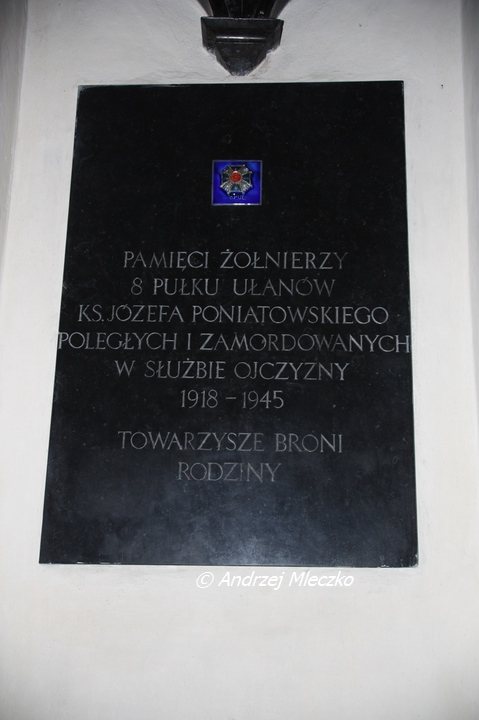 8PUŁ
PAMIĘCI ŻOŁNIERZY
8 PUŁKU UŁANÓW
KS. JÓZEFA PONIATOWSKIEGO
POLEGŁYCH I ZAMORDOWANYCH
W SŁUŻBIE OJCZYZNY
1918 – 1945
TOWARZYSZE BRONI
RODZINY
© Andrzej Mleczko